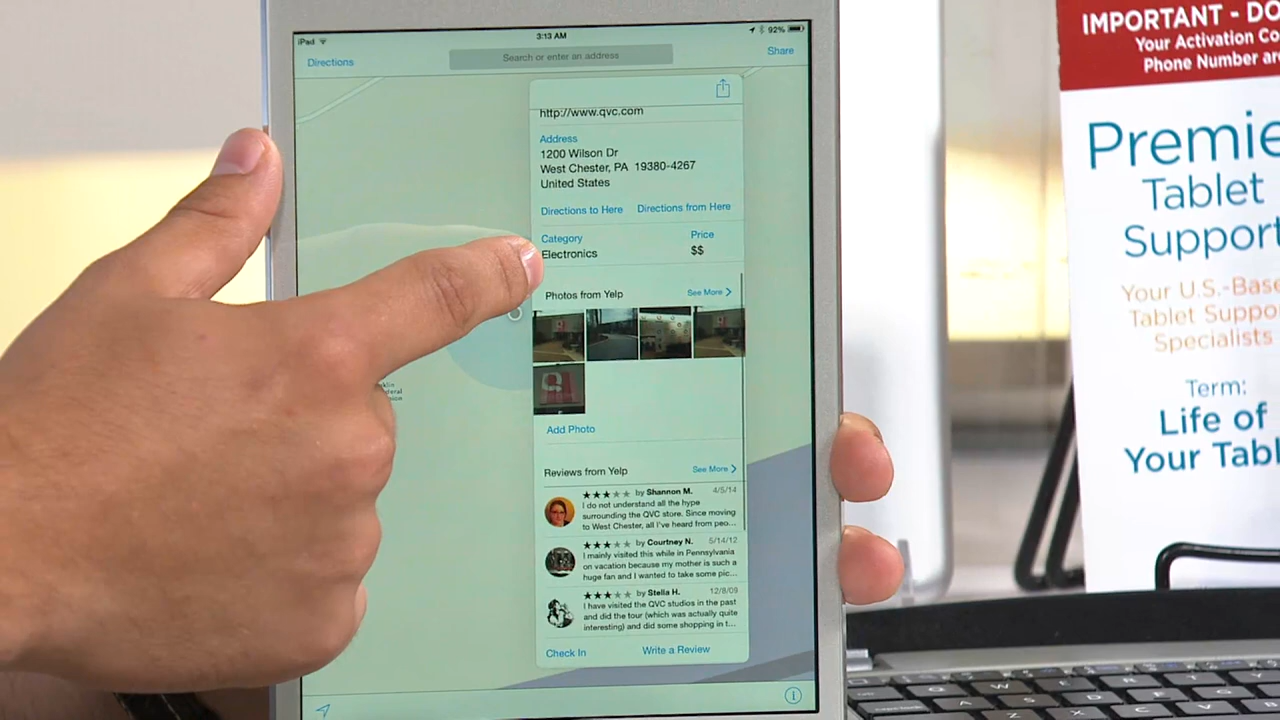 iPad
3:13 AM
92%
Directions
Search or enter an address
Share
http://www.qvc.com
Address
1200 Wilson Dr
West Chester, PA 19380-4267
United States
Directions to Here
Directions from Here
Category
Price
Electronics
$$
Photos from Yelp
See More >
Add Photo
Reviews from Yelp
See More >
★★★★★ by Shannon M. 4/5/14
I do not understand all the hype
surrounding the QVC store. Since moving
to West Chester, all I've heard from peo...
★★★★★ by Courtney N. 5/14/12
I mainly visited this while in Pennsylvania
on vacation because my mother is such a
huge fan and I wanted to take some pic...
★★★★★ by Stella H. 12/8/09
I have visited the QVC studios in the past
and did the tour (which was actually quite
interesting) and did some shopping in t...
Check In
Write a Review
IMPORTANT - DO
Your Activation Co
Phone Number are
Premie
Tablet
Support
Your U.S.-Base
Tablet Suppo
Specialists
Term:
Life of
Your Tabl